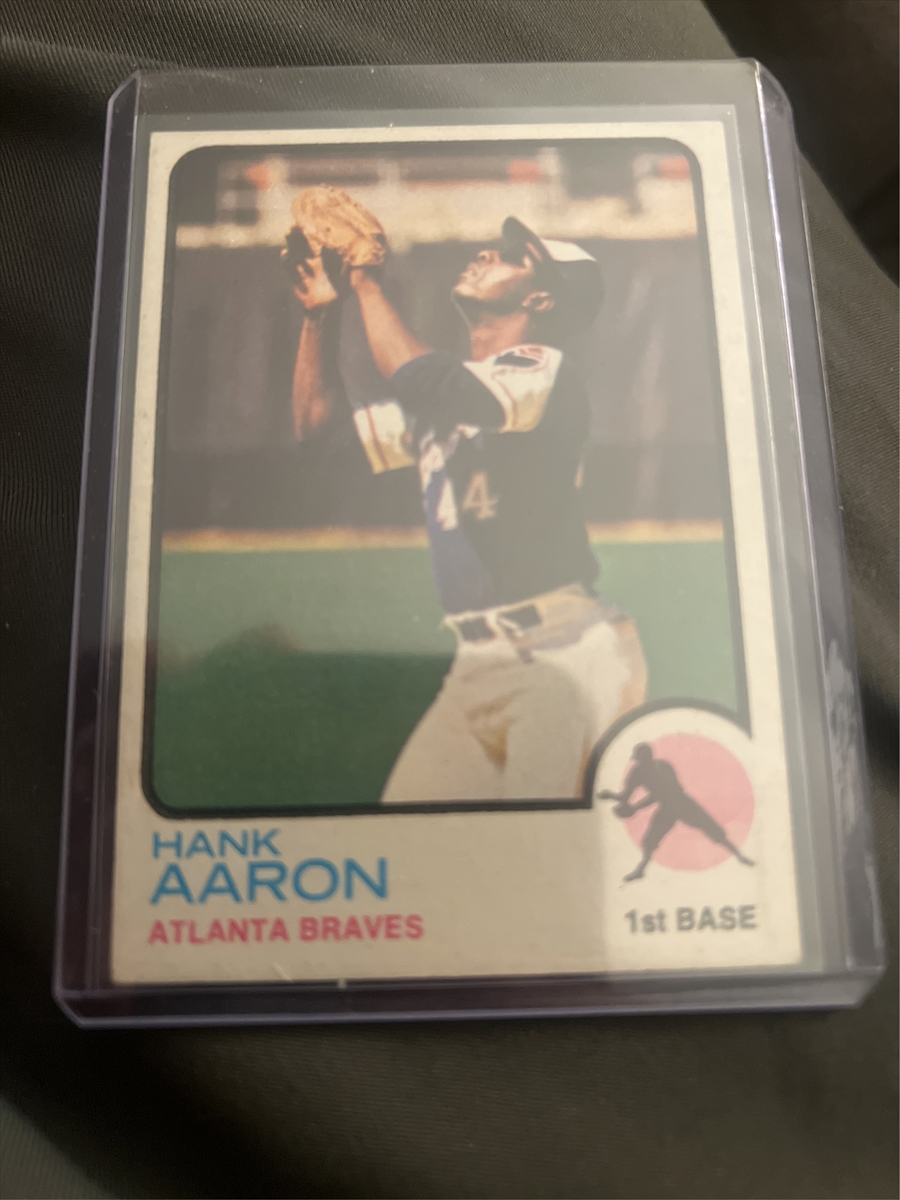 44
HANK
AARON
ATLANTA BRAVES
1st BASE